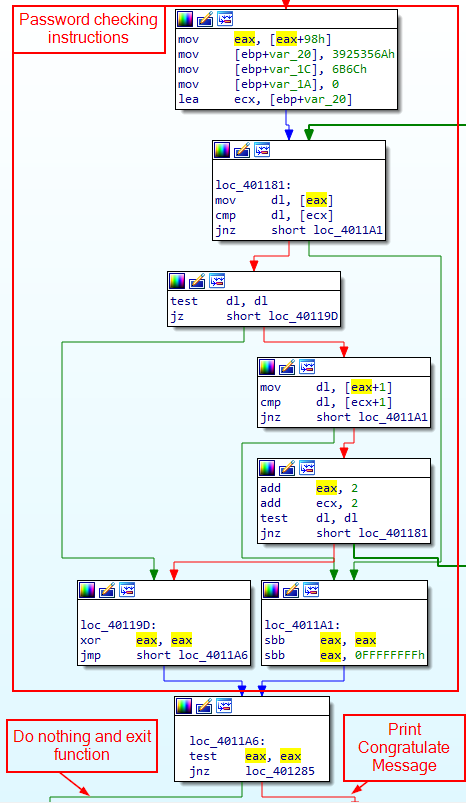 Password checking
instructions
mov     eax, [eax+98h]
mov     [ebp+var_20], 3925356Ah
mov     [ebp+var_1C], 6B6Ch
mov     [ebp+var_1A], 0
lea     ecx, [ebp+var_20]
loc_401181:
mov     dl, [eax]
cmp     dl, [ecx]
jnz     short loc_4011A1
test    dl, dl
jz      short loc_40119D
mov     dl, [eax+1]
cmp     dl, [ecx+1]
jnz     short loc_4011A1
add     eax, 2
add     ecx, 2
test    dl, dl
jnz     short loc_401181
loc_40119D:
xor     eax, eax
jmp     short loc_4011A6
loc_4011A1:
sbb     eax, eax
sbb     eax, 0FFFFFFFFh
loc_4011A6:
test    eax, eax
jnz     loc_401285
Do nothing and exit
function
Print
Congratulate
Message